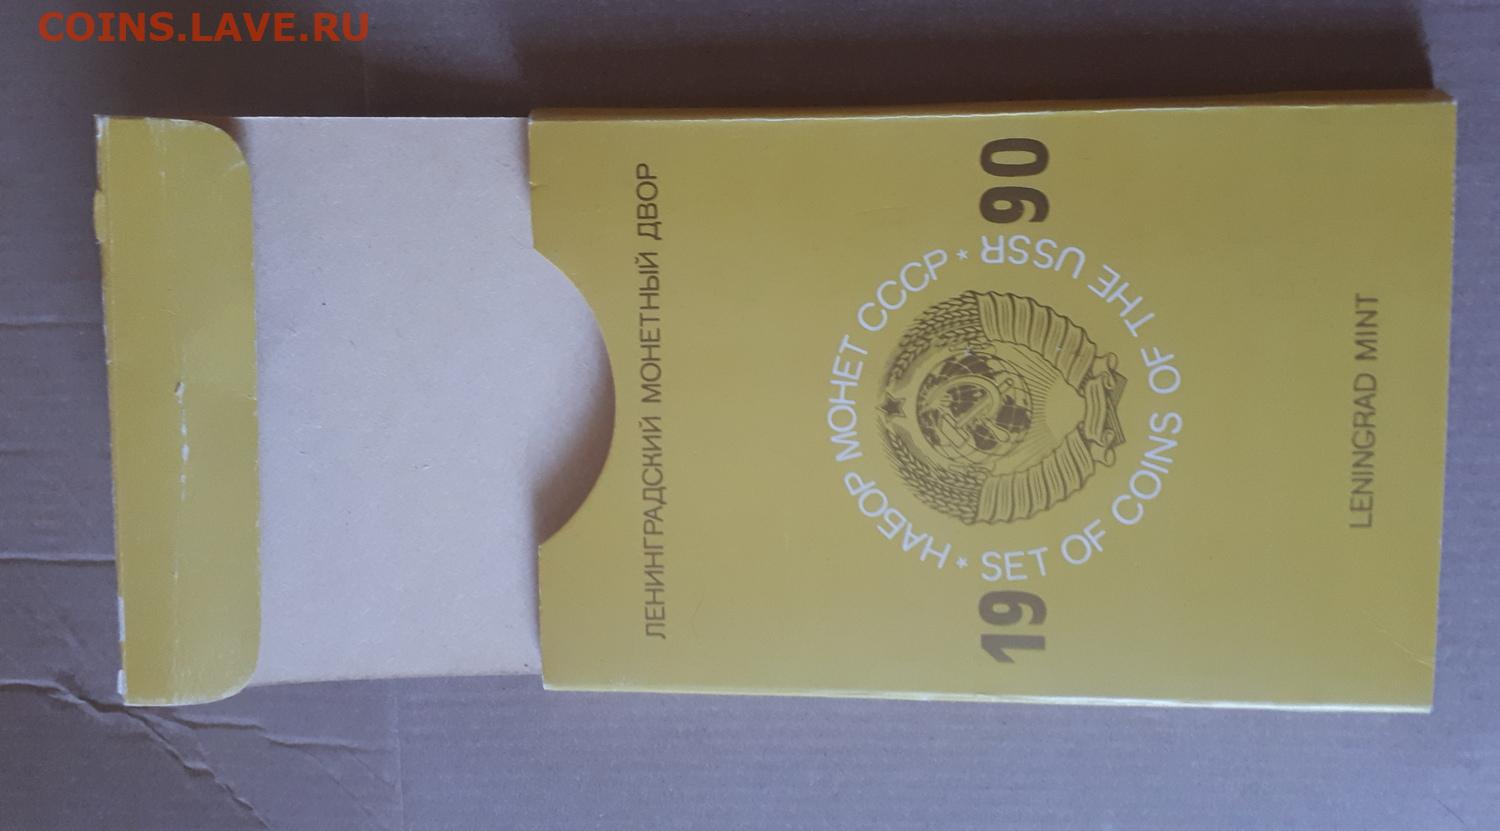 COINS.LAVE.RU
ЛЕНИНГРАДСКИЙ МОНЕТНЫЙ ДВОР
* НАБОР МОНЕТ СССР *
19 90
SET OF COINS OF THE USSR
LENINGRAD MINT